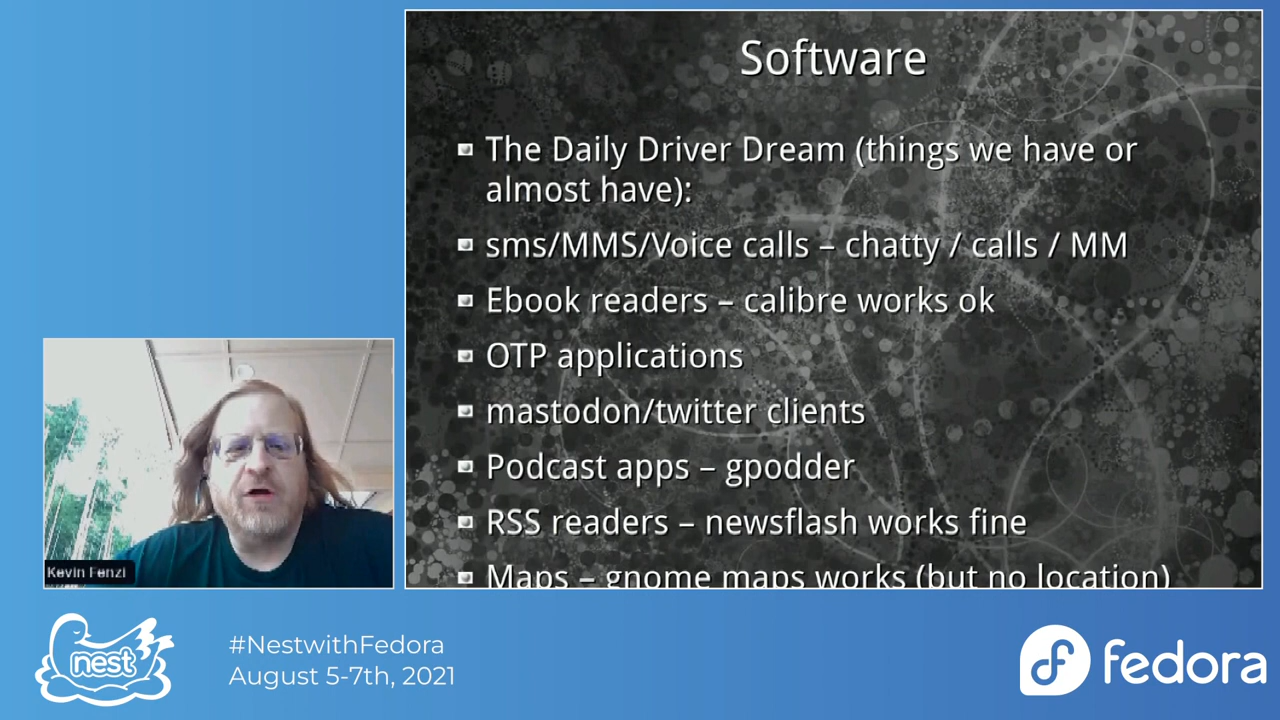 Software
The Daily Driver Dream (things we have or
almost have):
sms/MMS/Voice calls – chatty / calls / MM
Ebook readers – calibre works ok
OTP applications
mastodon/twitter clients
Podcast apps – gpodder
RSS readers – newsflash works fine
Maps – gnome maps works (but no location)
Kevin Fenzi
nest
#NestwithFedora
August 5-7th, 2021
fedora